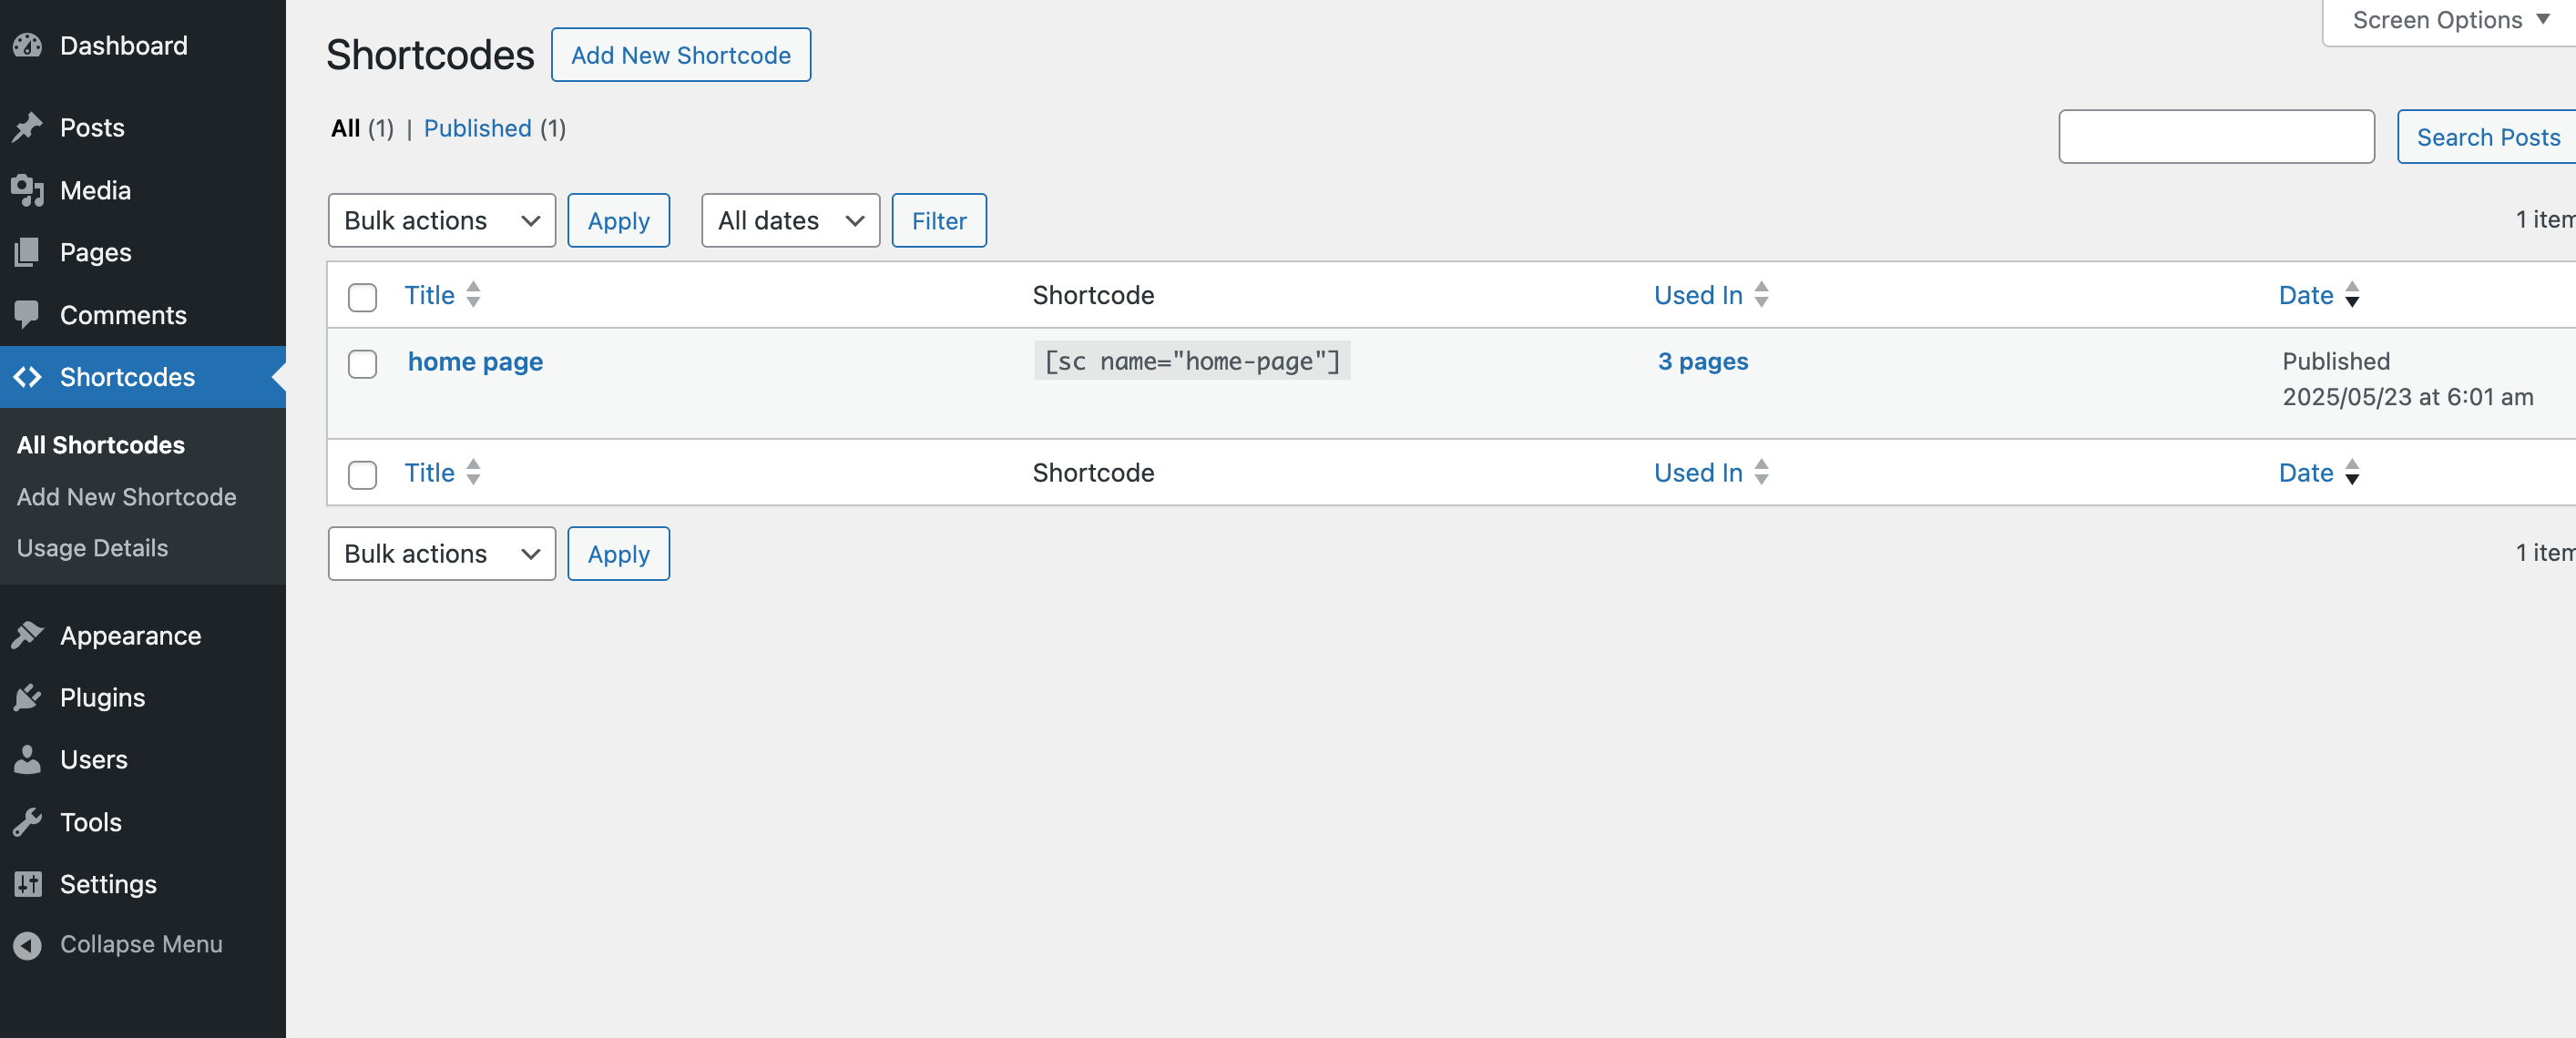 Dashboard
Posts
Media
Pages
Comments
Shortcodes
All Shortcodes
Add New Shortcode
Usage Details
Appearance
Plugins
Users
Tools
Settings
Collapse Menu
Screen Options
Shortcodes Add New Shortcode
All (1) | Published (1)
Search Posts
Bulk actions Apply All dates Filter 1 item
Title Shortcode Used In Date
home page [sc name="home-page"] 3 pages Published
2025/05/23 at 6:01 am
Title Shortcode Used In Date
Bulk actions Apply 1 item